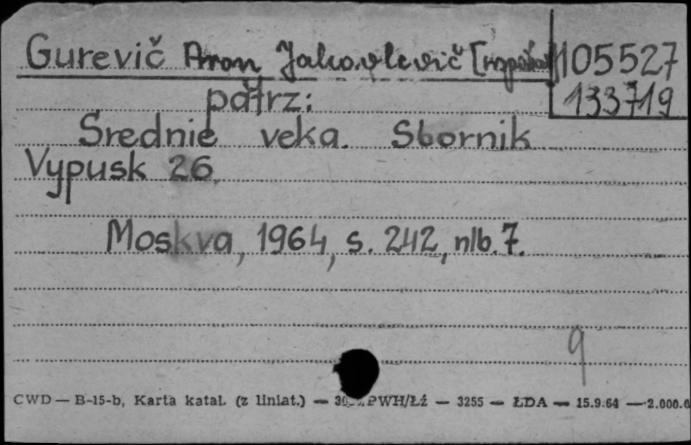 Gurevič Aron Jakovlevič
105527
133719
patrz:
Srednie veka. Sbornik
Vypusk 26.
Moskva, 1964, s. 242, nlb. 7.
9
CWD — B-15-b, Karta katal. (z liniat.) — PWH/Łź — 3255 — ŁDA — 15.9.64 — 2.000.0